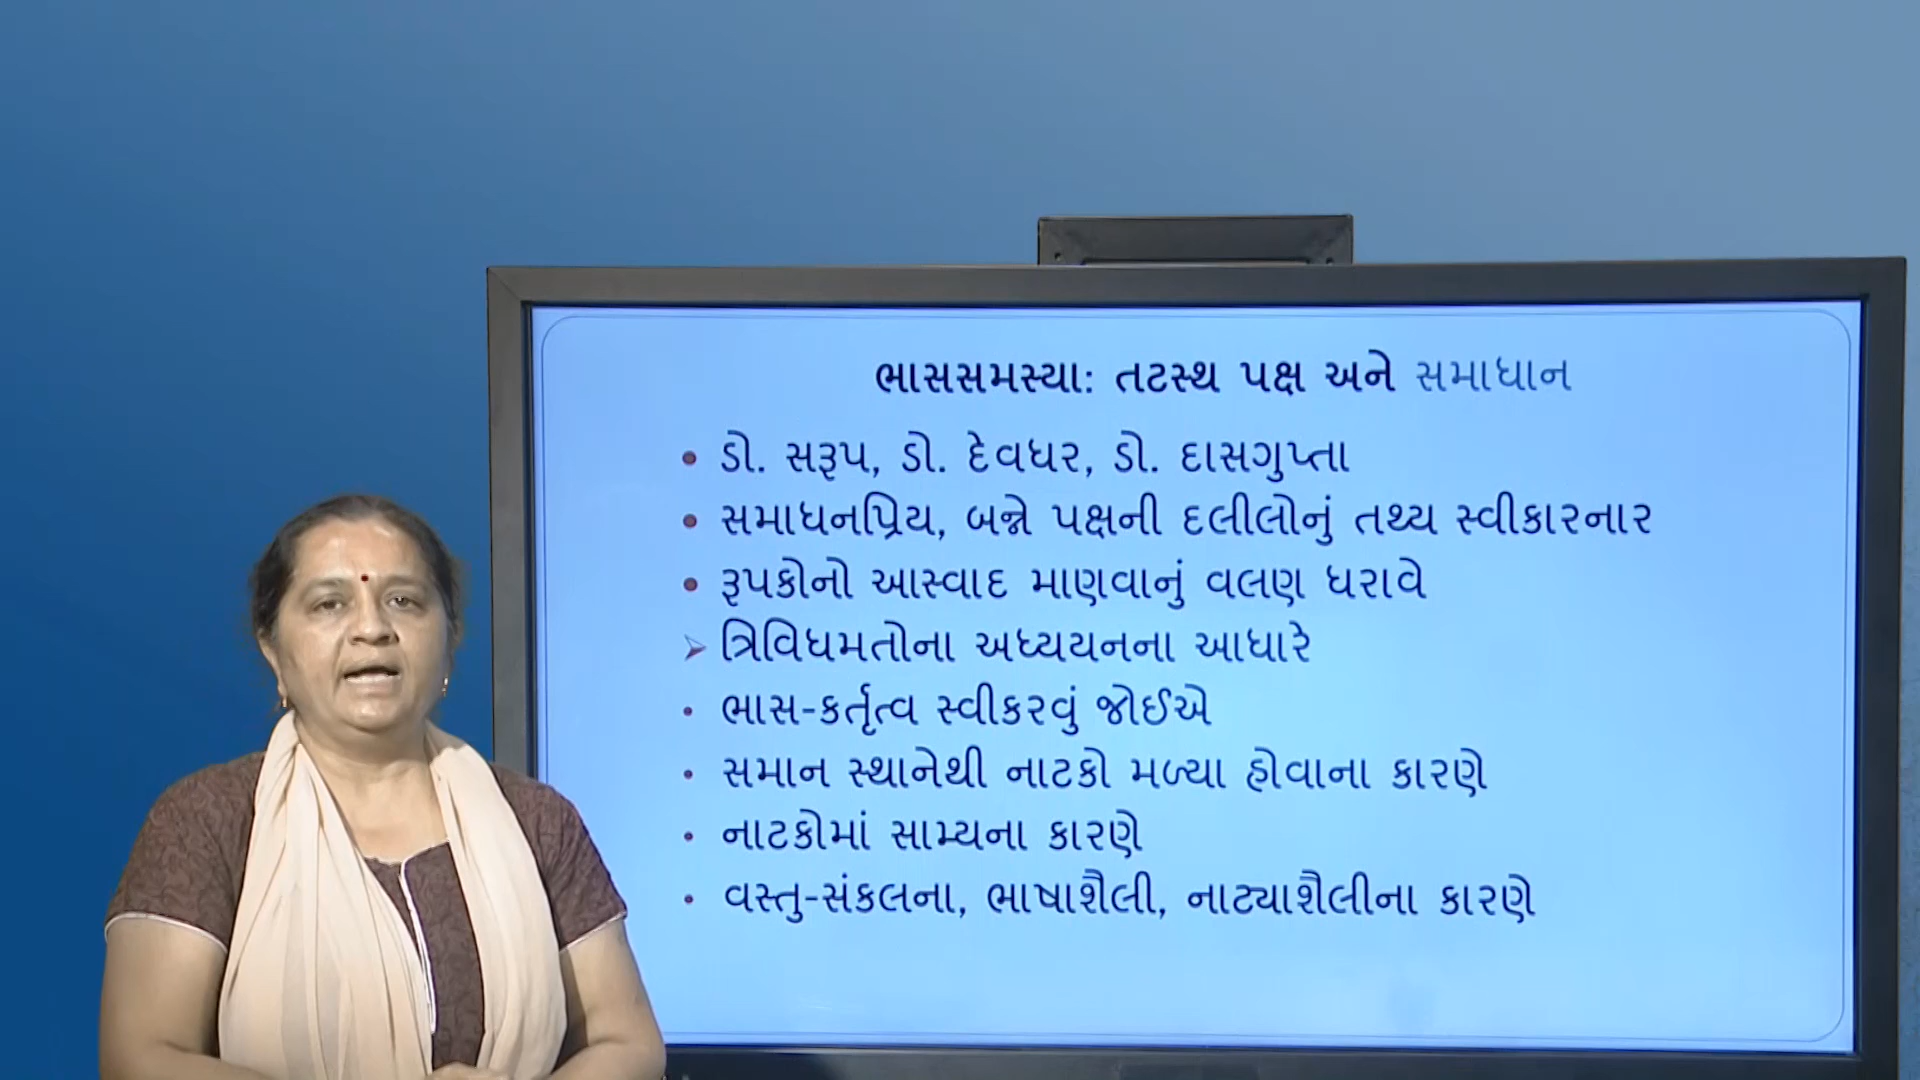 ભાસસમસ્યા: તટસ્થ પક્ષ અને સમાધાન
• ડો. સરૂપ, ડો. દેવધર, ડો. દાસગુપ્તા
• સમાધનપ્રિય, બન્ને પક્ષની દલીલોનું તથ્ય સ્વીકારનાર
• રૂપકોનો આસ્વાદ માણવાનું વલણ ધરાવે
➢ ત્રિવિધમતોના અધ્યયનના આધારે
• ભાસ-કર્તૃત્વ સ્વીકરવું જોઈએ
• સમાન સ્થાનેથી નાટકો મળ્યા હોવાના કારણે
• નાટકોમાં સામ્યના કારણે
• વસ્તુ-સંકલના, ભાષાશૈલી, નાટ્યાશૈલીના કારણે